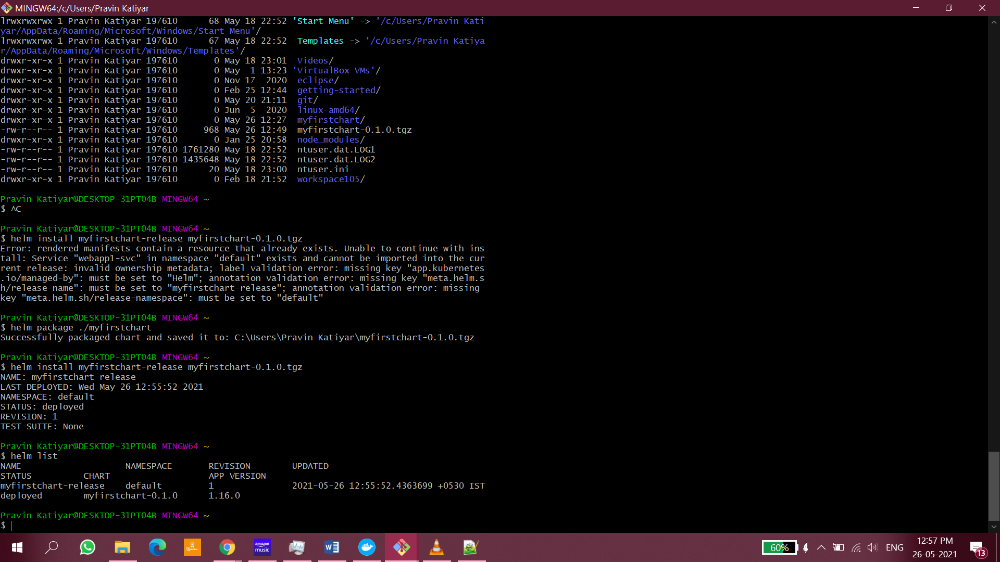 MINGW64:/c/Users/Pravin Katiyar
lrwxrwxrwx 1 Pravin Katiyar 197610      68 May 18 22:52 'Start Menu' -> '/c/Users/Pravin Kati
yar/AppData/Roaming/Microsoft/Windows/Start Menu'/
lrwxrwxrwx 1 Pravin Katiyar 197610      67 May 18 22:52  Templates -> '/c/Users/Pravin Katiya
r/AppData/Roaming/Microsoft/Windows/Templates'/
drwxr-xr-x 1 Pravin Katiyar 197610       0 May 18 23:01  Videos/
drwxr-xr-x 1 Pravin Katiyar 197610       0 May  1 13:23 'VirtualBox VMs'/
drwxr-xr-x 1 Pravin Katiyar 197610       0 Nov 17  2020  eclipse/
drwxr-xr-x 1 Pravin Katiyar 197610       0 Feb 25 12:44  getting-started/
drwxr-xr-x 1 Pravin Katiyar 197610       0 May 20 21:11  git/
drwxr-xr-x 1 Pravin Katiyar 197610       0 Jun  5  2020  linux-amd64/
drwxr-xr-x 1 Pravin Katiyar 197610       0 May 26 12:27  myfirstchart/
-rw-r--r-- 1 Pravin Katiyar 197610     968 May 26 12:49  myfirstchart-0.1.0.tgz
drwxr-xr-x 1 Pravin Katiyar 197610       0 Jan 25 20:58  node_modules/
-rw-r--r-- 1 Pravin Katiyar 197610 1761280 May 18 22:52  ntuser.dat.LOG1
-rw-r--r-- 1 Pravin Katiyar 197610 1435648 May 18 22:52  ntuser.dat.LOG2
-rw-r--r-- 1 Pravin Katiyar 197610      20 May 18 23:00  ntuser.ini
drwxr-xr-x 1 Pravin Katiyar 197610       0 Feb 18 21:52  workspace105/
Pravin Katiyar@DESKTOP-31PT04B MINGW64 ~
$ ^C
Pravin Katiyar@DESKTOP-31PT04B MINGW64 ~
$ helm install myfirstchart-release myfirstchart-0.1.0.tgz
Error: rendered manifests contain a resource that already exists. Unable to continue with ins
tall: Service "webapp1-svc" in namespace "default" exists and cannot be imported into the cur
rent release: invalid ownership metadata; label validation error: missing key "app.kubernetes
.io/managed-by": must be set to "Helm"; annotation validation error: missing key "meta.helm.s
h/release-name": must be set to "myfirstchart-release"; annotation validation error: missing
key "meta.helm.sh/release-namespace": must be set to "default"
Pravin Katiyar@DESKTOP-31PT04B MINGW64 ~
$ helm package ./myfirstchart
Successfully packaged chart and saved it to: C:\Users\Pravin Katiyar\myfirstchart-0.1.0.tgz
Pravin Katiyar@DESKTOP-31PT04B MINGW64 ~
$ helm install myfirstchart-release myfirstchart-0.1.0.tgz
NAME: myfirstchart-release
LAST DEPLOYED: Wed May 26 12:55:52 2021
NAMESPACE: default
STATUS: deployed
REVISION: 1
TEST SUITE: None
Pravin Katiyar@DESKTOP-31PT04B MINGW64 ~
$ helm list
NAME                    NAMESPACE       REVISION        UPDATED
STATUS          CHART                   APP VERSION
myfirstchart-release    default         1               2021-05-26 12:55:52.4363699 +0530 IST
deployed        myfirstchart-0.1.0      1.16.0
Pravin Katiyar@DESKTOP-31PT04B MINGW64 ~
$
amazon
music
60%
ENG
12:57 PM
26-05-2021
13